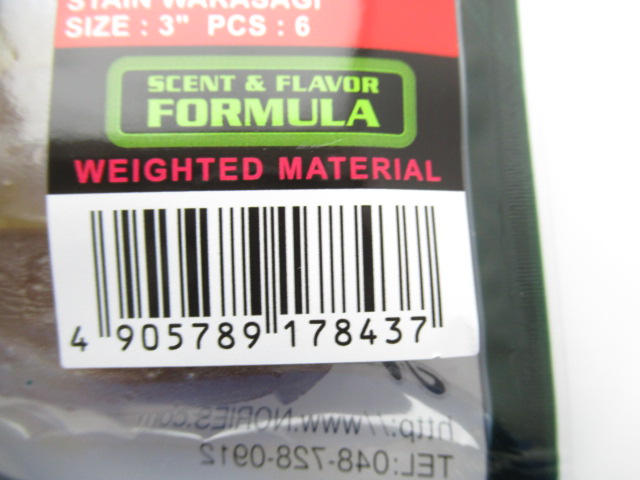 STAIN WAKASAGI
SIZE : 3" PCS : 6
SCENT & FLAVOR
FORMULA
WEIGHTED MATERIAL
4 905789 178437
http://www.NORIES.com
TEL:048-728-0912